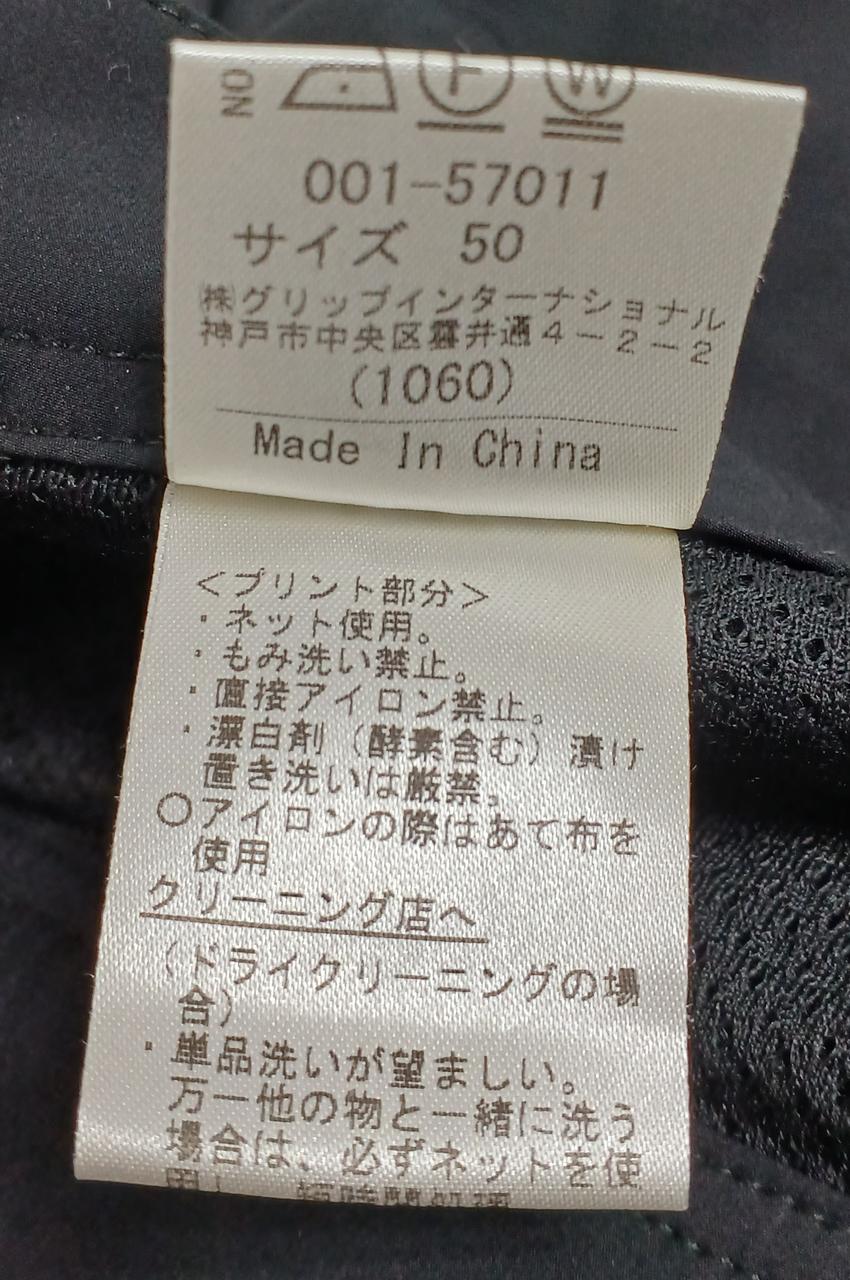 NO
F W
001-57011
サイズ 50
㈱グリップインターナショナル
神戸市中央区雲井通4-2-2
(1060)
Made In China
<プリント部分>
・ネット使用。
・もみ洗い禁止。
・直接アイロン禁止。
・漂白剤（酵素含む）漬け
置き洗いは厳禁。
○アイロンの際はあて布を
使用
クリーニング店へ
（ドライクリーニングの場
合）
・単品洗いが望ましい。
万一他の物と一緒に洗う
場合は、必ずネットを使